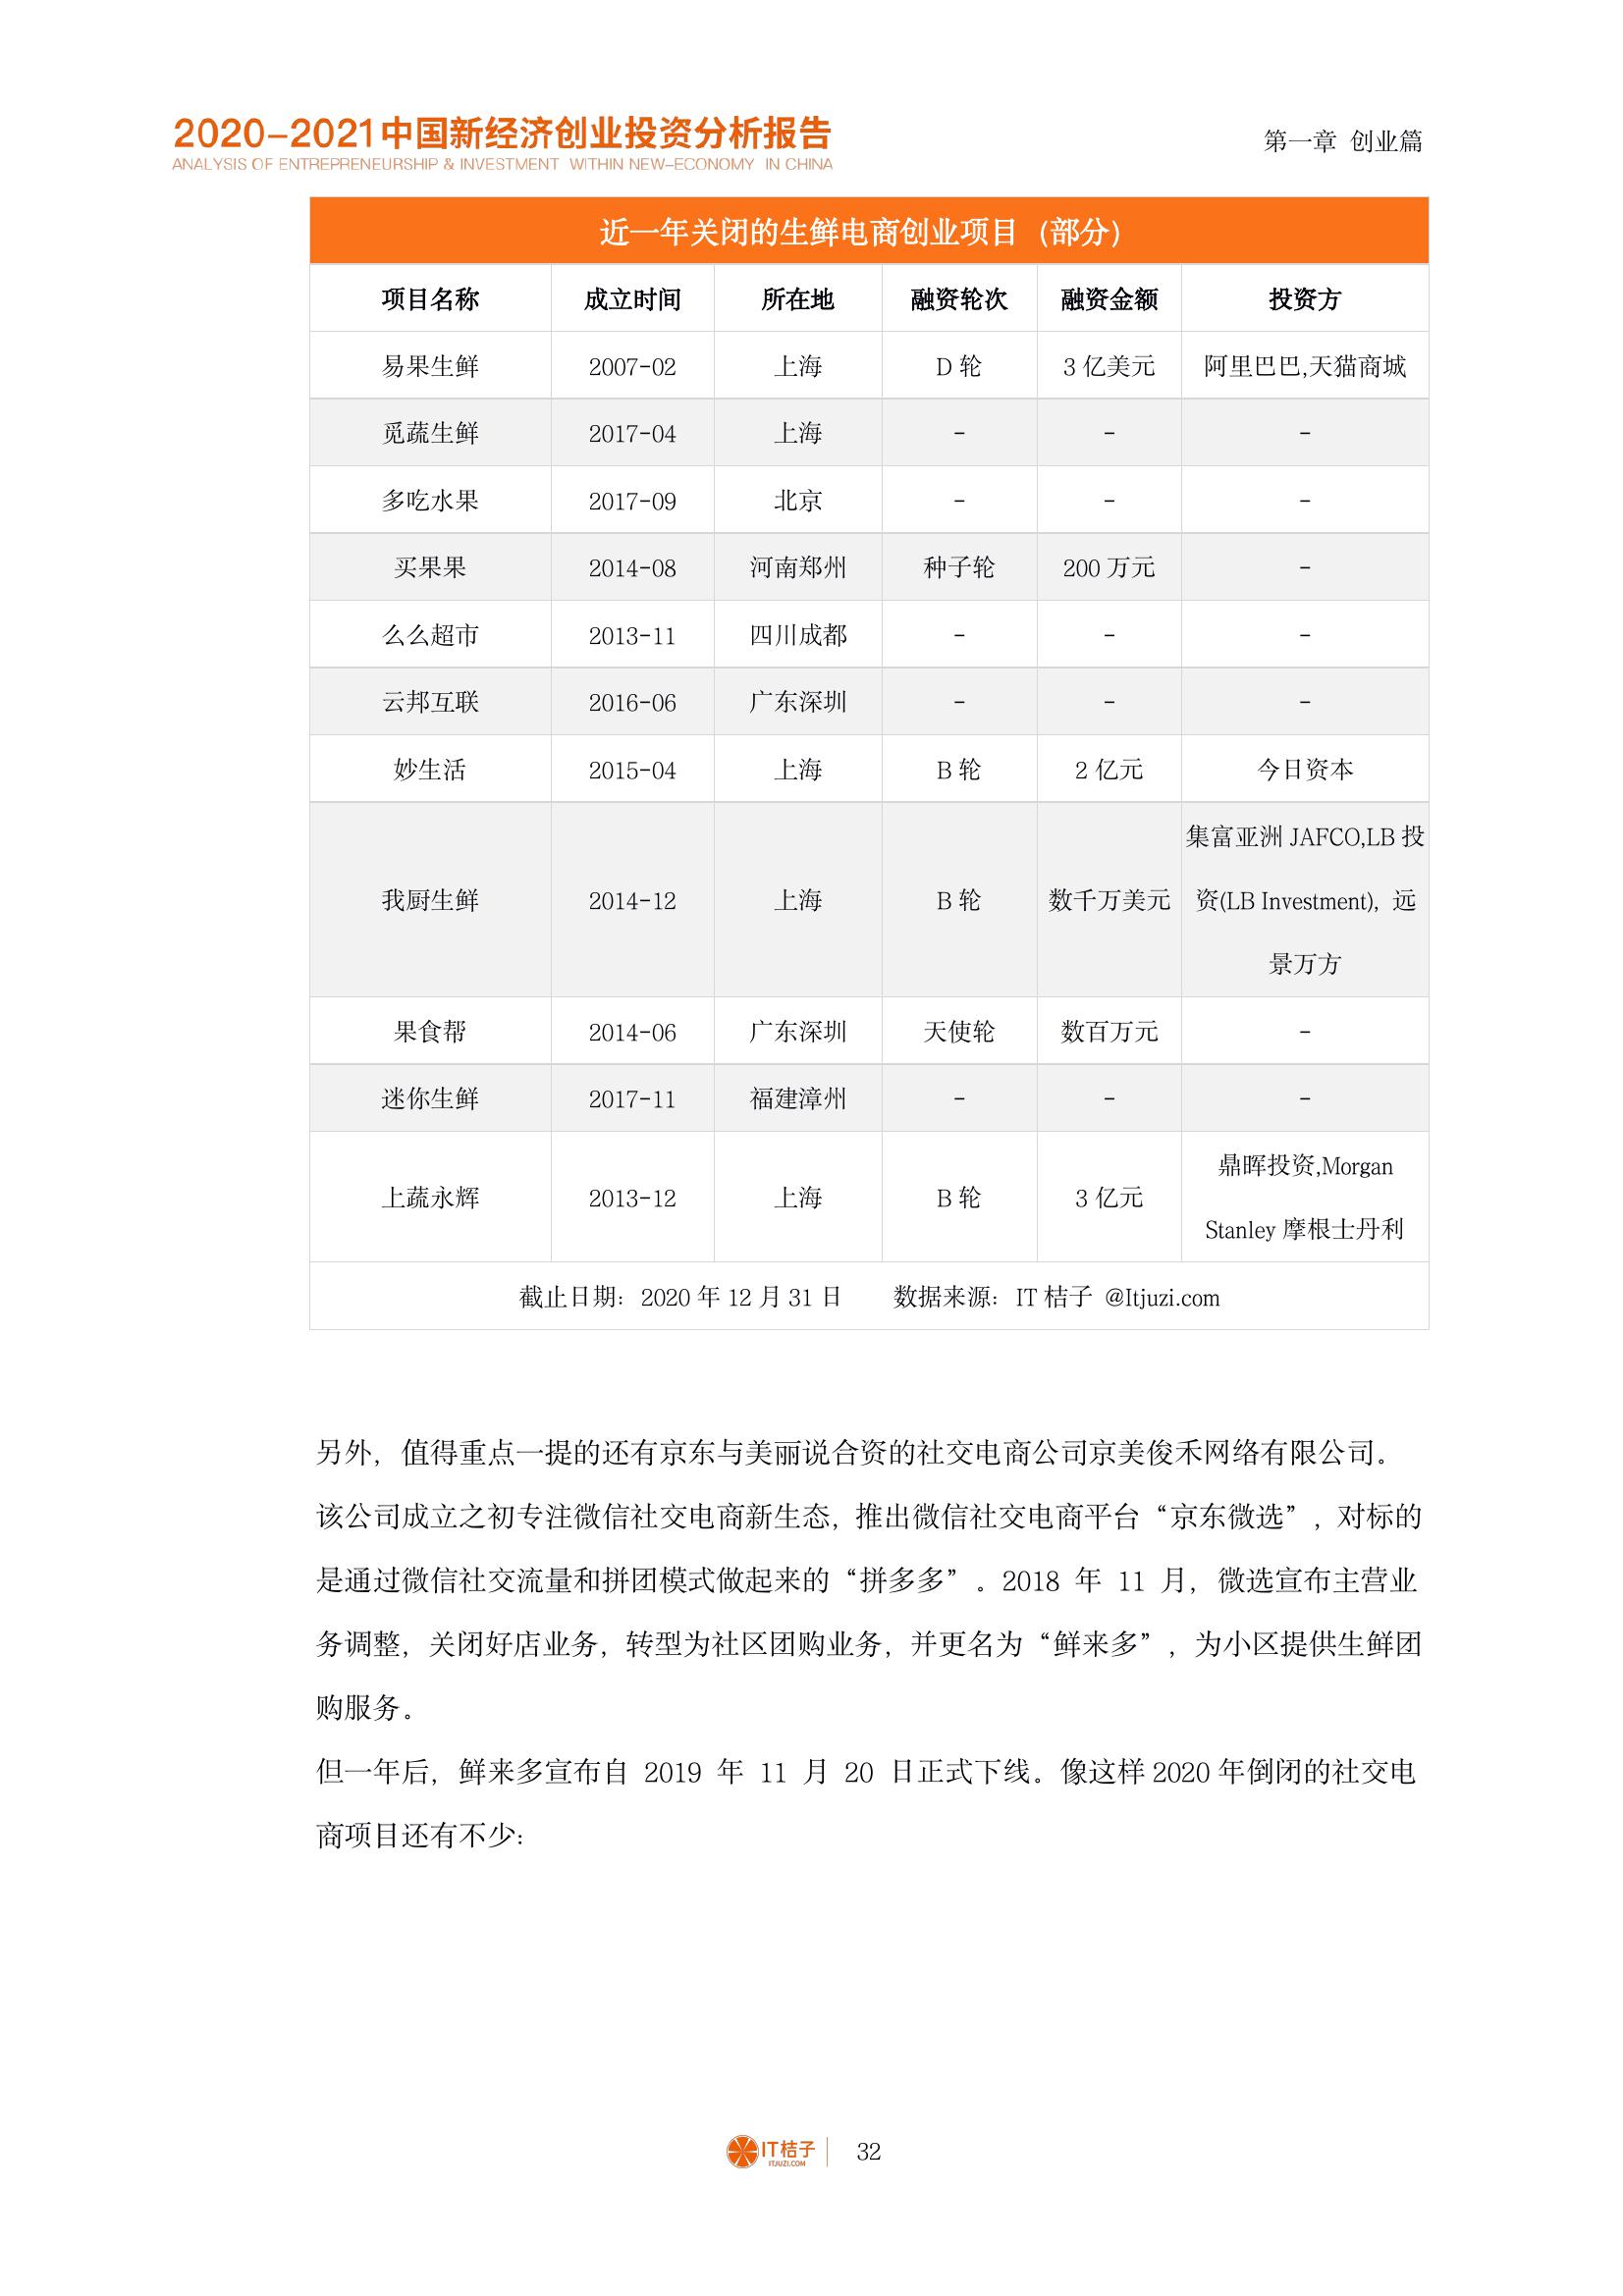 2020-2021中国新经济创业投资分析报告
ANALYSIS OF ENTREPRENEURSHIP & INVESTMENT WITHIN NEW-ECONOMY IN CHINA
第一章 创业篇
近一年关闭的生鲜电商创业项目（部分）
项目名称 成立时间 所在地 融资轮次 融资金额 投资方
易果生鲜 2007-02 上海 D 轮 3 亿美元 阿里巴巴,天猫商城
觅蔬生鲜 2017-04 上海 - - -
多吃水果 2017-09 北京 - - -
买果果 2014-08 河南郑州 种子轮 200 万元 -
么么超市 2013-11 四川成都 - - -
云邦互联 2016-06 广东深圳 - - -
妙生活 2015-04 上海 B 轮 2 亿元 今日资本
集富亚洲 JAFCO,LB 投
我厨生鲜 2014-12 上海 B 轮 数千万美元 资(LB Investment)，远
景万方
果食帮 2014-06 广东深圳 天使轮 数百万元 -
迷你生鲜 2017-11 福建漳州 - - -
鼎晖投资,Morgan
上蔬永辉 2013-12 上海 B 轮 3 亿元
Stanley 摩根士丹利
截止日期：2020 年 12 月 31 日 数据来源：IT 桔子 @Itjuzi.com
另外，值得重点一提的还有京东与美丽说合资的社交电商公司京美俊禾网络有限公司。
该公司成立之初专注微信社交电商新生态，推出微信社交电商平台“京东微选”，对标的
是通过微信社交流量和拼团模式做起来的“拼多多”。2018 年 11 月，微选宣布主营业
务调整，关闭好店业务，转型为社区团购业务，并更名为“鲜来多”，为小区提供生鲜团
购服务。
但一年后，鲜来多宣布自 2019 年 11 月 20 日正式下线。像这样 2020 年倒闭的社交电
商项目还有不少：
IT桔子
ITJUZI.COM
32